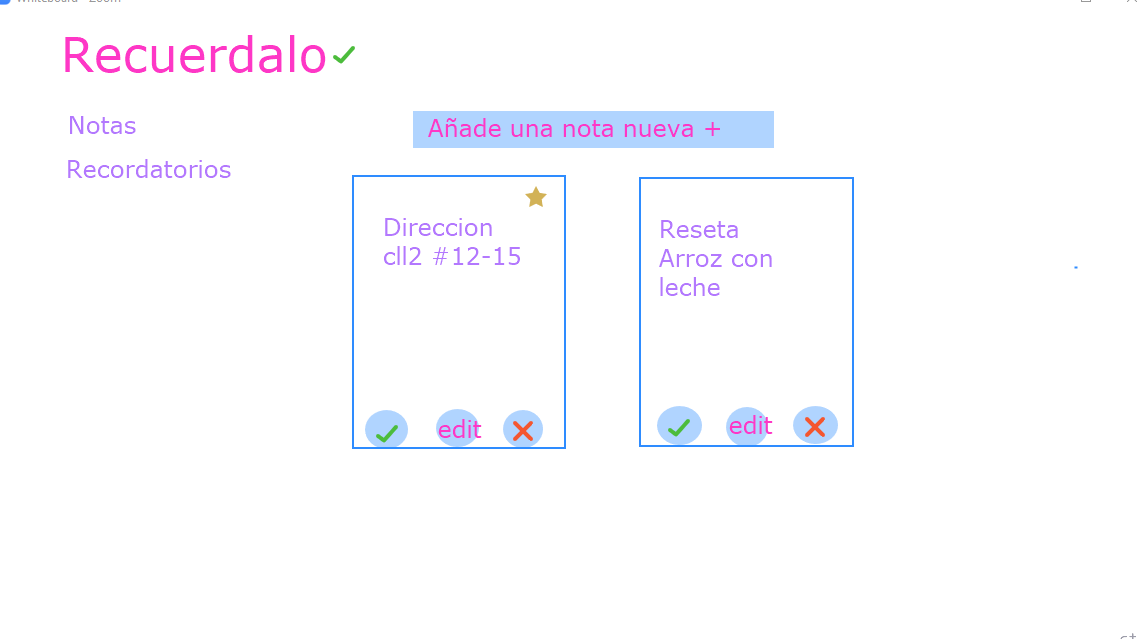 Recuerdalo
Notas
Recordatorios
Añade una nota nueva +
Direccion
cll2 #12-15
edit
Reseta
Arroz con
leche
edit